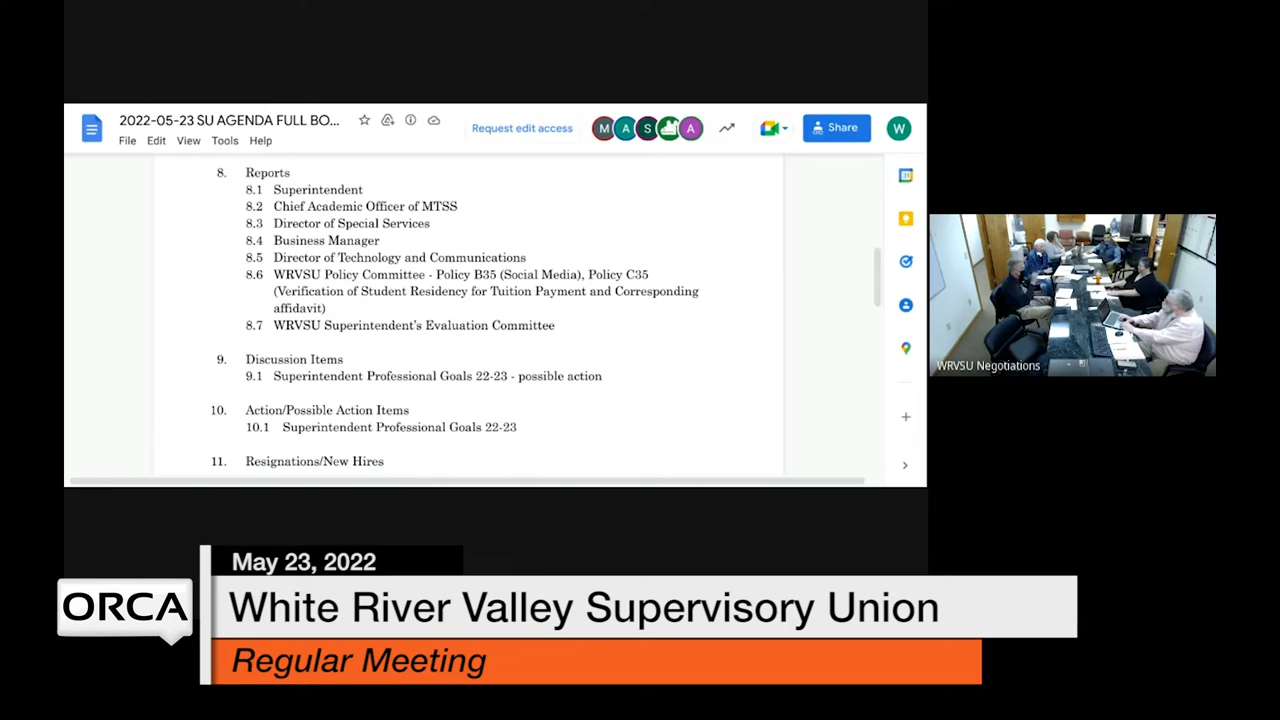 2022-05-23 SU AGENDA FULL BO...
File Edit View Tools Help
Request edit access
M A S A
Share
W
8. Reports
8.1 Superintendent
8.2 Chief Academic Officer of MTSS
8.3 Director of Special Services
8.4 Business Manager
8.5 Director of Technology and Communications
8.6 WRVSU Policy Committee - Policy B35 (Social Media), Policy C35
(Verification of Student Residency for Tuition Payment and Corresponding
affidavit)
8.7 WRVSU Superintendent's Evaluation Committee
9. Discussion Items
9.1 Superintendent Professional Goals 22-23 - possible action
10. Action/Possible Action Items
10.1 Superintendent Professional Goals 22-23
11. Resignations/New Hires
WRVSU Negotiations
May 23, 2022
ORCA
White River Valley Supervisory Union
Regular Meeting